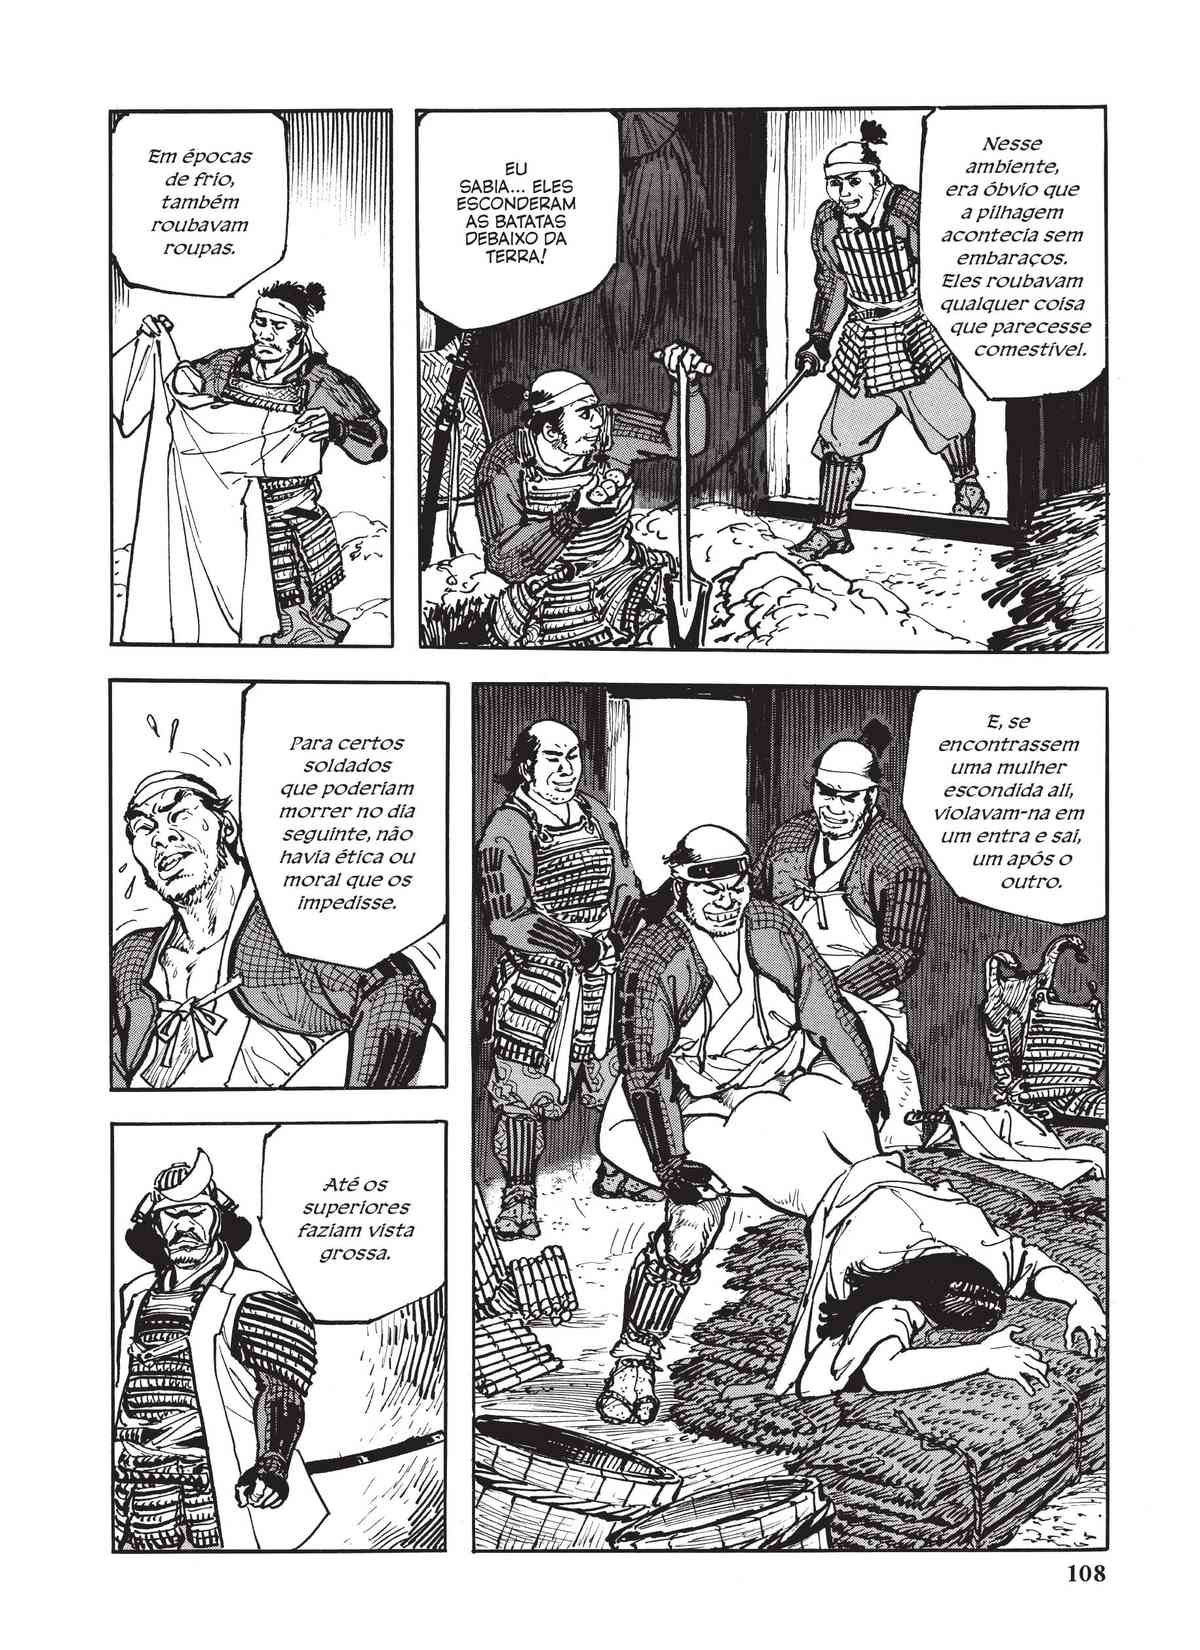 Nesse
ambiente,
era óbvio que
a pilhagem
acontecia sem
embaraços.
Eles roubavam
qualquer coisa
que parecesse
comestível.
EU
SABIA... ELES
ESCONDERAM
AS BATATAS
DEBAIXO DA
TERRA!
Em épocas
de frio,
também
roubavam
roupas.
E, se
encontrassem
uma mulher
escondida ali,
violavam-na em
um entra e sai,
um após o
outro.
Para certos
soldados
que poderiam
morrer no dia
seguinte, não
havia ética ou
moral que os
impedisse.
Até os
superiores
faziam vista
grossa.
108